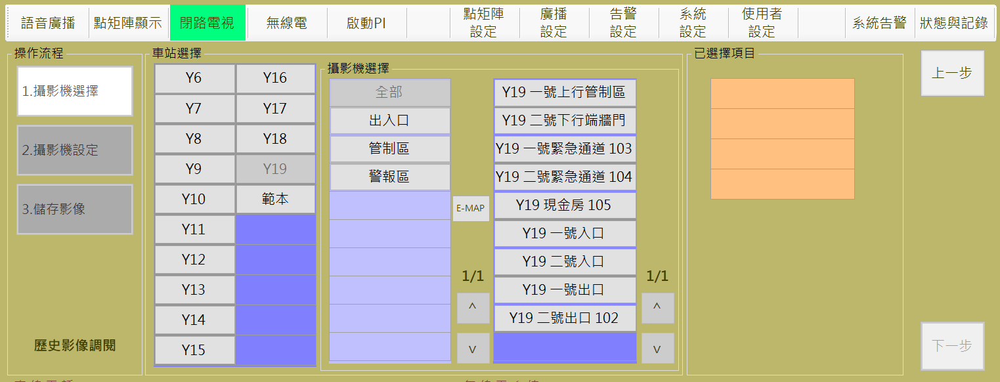 語音廣播
點矩陣顯示
閉路電視
無線電
啟動PI
點矩陣
設定
廣播
設定
告警
設定
系統
設定
使用者
設定
系統告警
狀態與記錄
操作流程
1.攝影機選擇
2.攝影機設定
3.儲存影像
歷史影像調閱
車站選擇
Y6
Y16
Y7
Y17
Y8
Y18
Y9
Y19
Y10
範本
Y11
Y12
Y13
Y14
Y15
攝影機選擇
全部
出入口
管制區
警報區
E-MAP
1/1
^
v
Y19 一號上行管制區
Y19 二號下行端牆門
Y19 一號緊急通道 103
Y19 二號緊急通道 104
Y19 現金房 105
Y19 一號入口
Y19 二號入口
Y19 一號出口
Y19 二號出口 102
1/1
^
v
已選擇項目
上一步
下一步